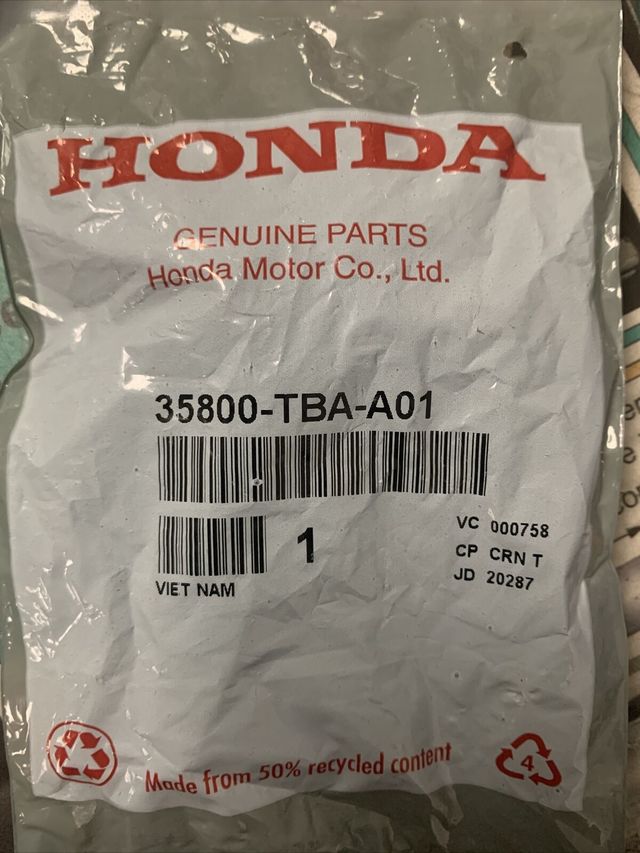 HONDA
GENUINE PARTS
Honda Motor Co., Ltd.
35800-TBA-A01
1
VIET NAM
VC 000758
CP CRN T
JD 20287
Made from 50% recycled content
4